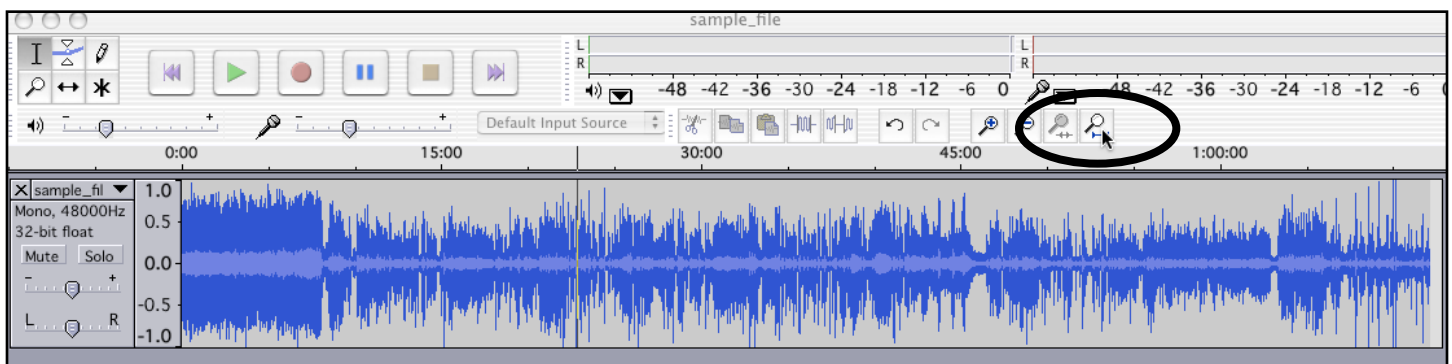 sample_file
L
R
-48 -42 -36 -30 -24 -18 -12 -6 0
L
R
-48 -42 -36 -30 -24 -18 -12 -6
- +
- +
Default Input Source
0:00 15:00 30:00 45:00 1:00:00
X sample_fil
Mono, 48000Hz
32-bit float
Mute Solo
- +
L R
1.0
0.5
0.0
-0.5
-1.0